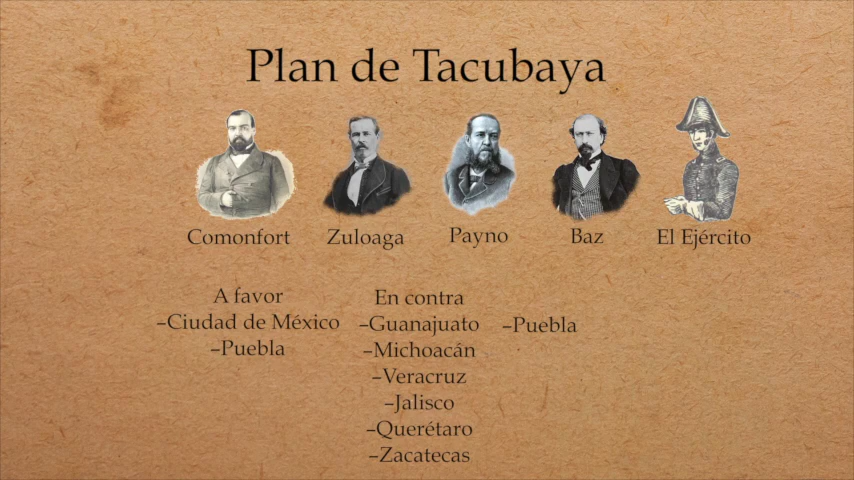 Plan de Tacubaya
Comonfort
Zuloaga
Payno
Baz
El Ejército
A favor
–Ciudad de México
–Puebla
En contra
–Guanajuato
–Michoacán
–Veracruz
–Jalisco
–Querétaro
–Zacatecas
–Puebla